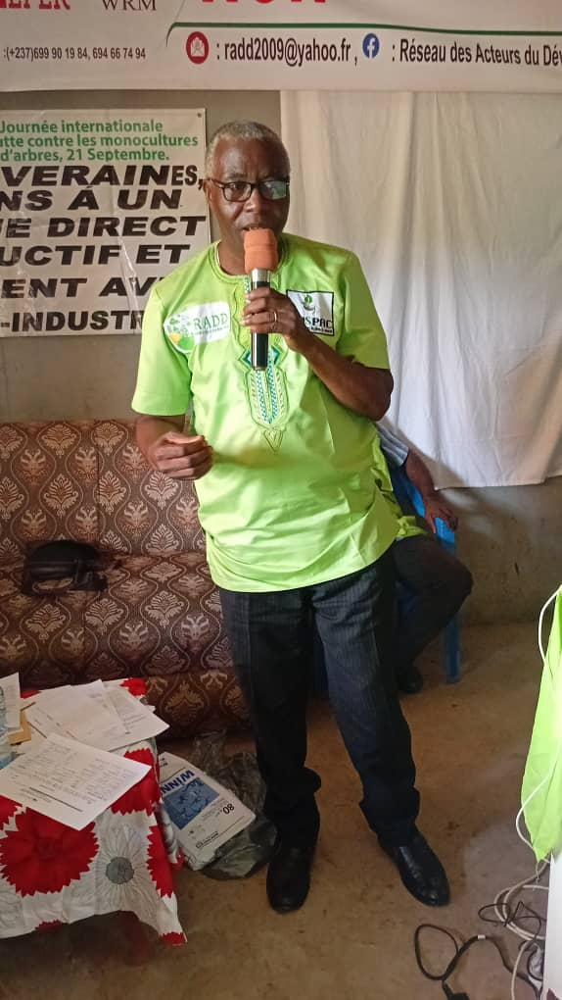 WRM
:(+237)699 90 19 84, 694 66 74 94
: radd2009@yahoo.fr , : Réseau des Acteurs du Dév
Journée internationale
utte contre les monocultures
d'arbres, 21 Septembre.
VERAINES,
NS À UN
E DIRECT
UCTIF ET
ENT AV
-INDUSTR
RADD
SPAC
WINN
80